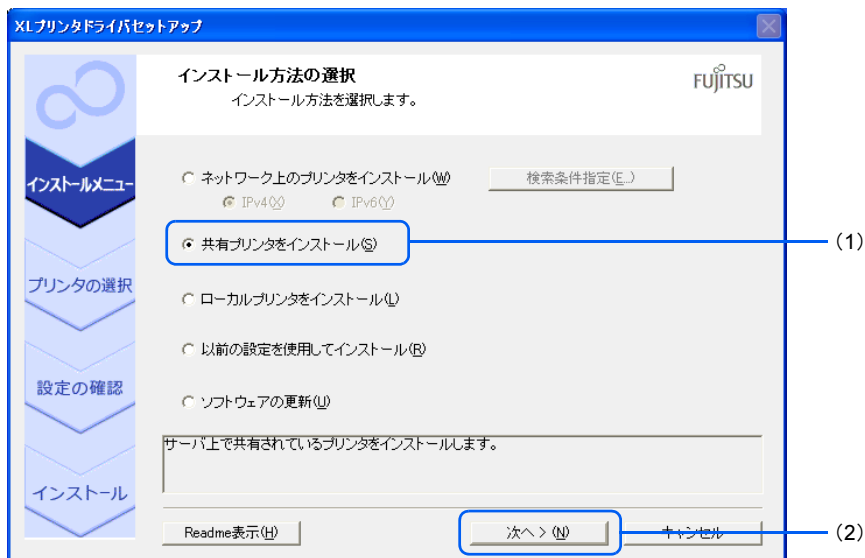 XLプリンタドライバセットアップ
インストール方法の選択
インストール方法を選択します。
FUJITSU
インストールメニュー
プリンタの選択
設定の確認
インストール
ネットワーク上のプリンタをインストール(W)
検索条件指定(E)...
IPv4(X)
IPv6(Y)
共有プリンタをインストール(S)
(1)
ローカルプリンタをインストール(L)
以前の設定を使用してインストール(R)
ソフトウェアの更新(U)
サーバ上で共有されているプリンタをインストールします。
Readme表示(H)
次へ > (N)
キャンセル
(2)